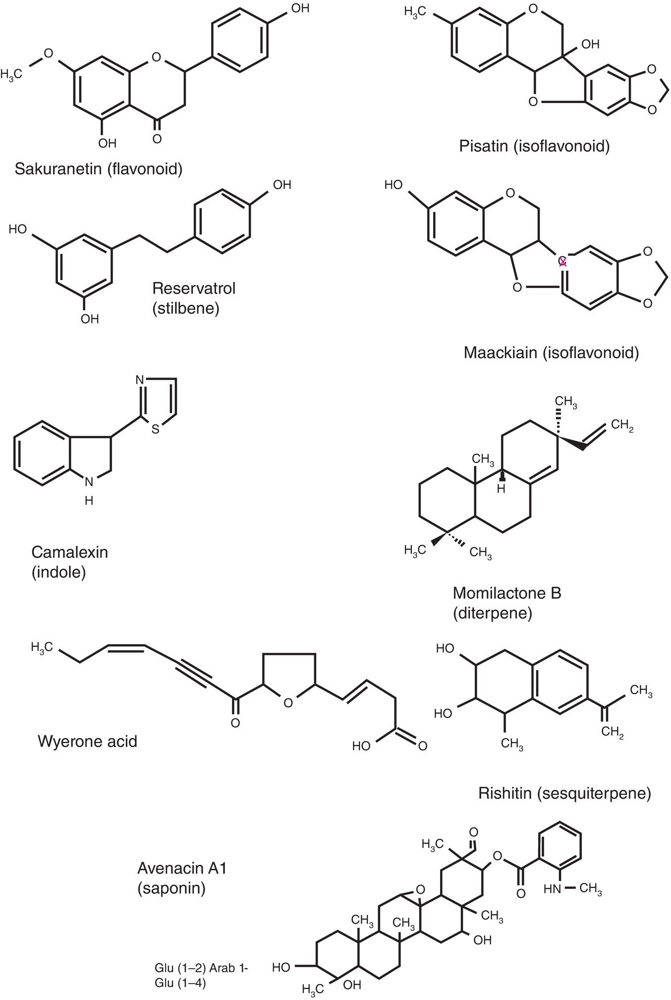 OH
O
H3C
O
OH
O
Sakuranetin (flavonoid)
H3C
O
OH
O
O
O
Pisatin (isoflavonoid)
OH
HO
OH
Reservatrol
(stilbene)
HO
O
C
X
O
O
O
Maackiain (isoflavonoid)
N
S
N
H
Camalexin
(indole)
CH3
CH2
CH3
H
H3C
CH3
Momilactone B
(diterpene)
H3C
O
O
HO
O
Wyerone acid
HO
HO
CH3
CH3
CH2
Rishitin (sesquiterpene)
Avenacin A1
(saponin)
O
H3C
O
O
HN
CH3
O
CH3
CH3
CH3
OH
HO
H3C
OH
Glu (1–2) Arab 1-
Glu (1–4)